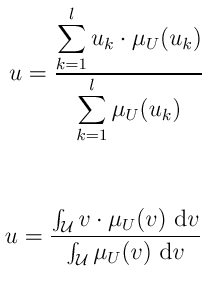 $$u = \frac{\sum_{k=1}^{l} u_k \cdot \mu_U(u_k)}{\sum_{k=1}^{l} \mu_U(u_k)}$$
$$u = \frac{\int_{\mathcal{U}} v \cdot \mu_U(v) \ \mathrm{d}v}{\int_{\mathcal{U}} \mu_U(v) \ \mathrm{d}v}$$